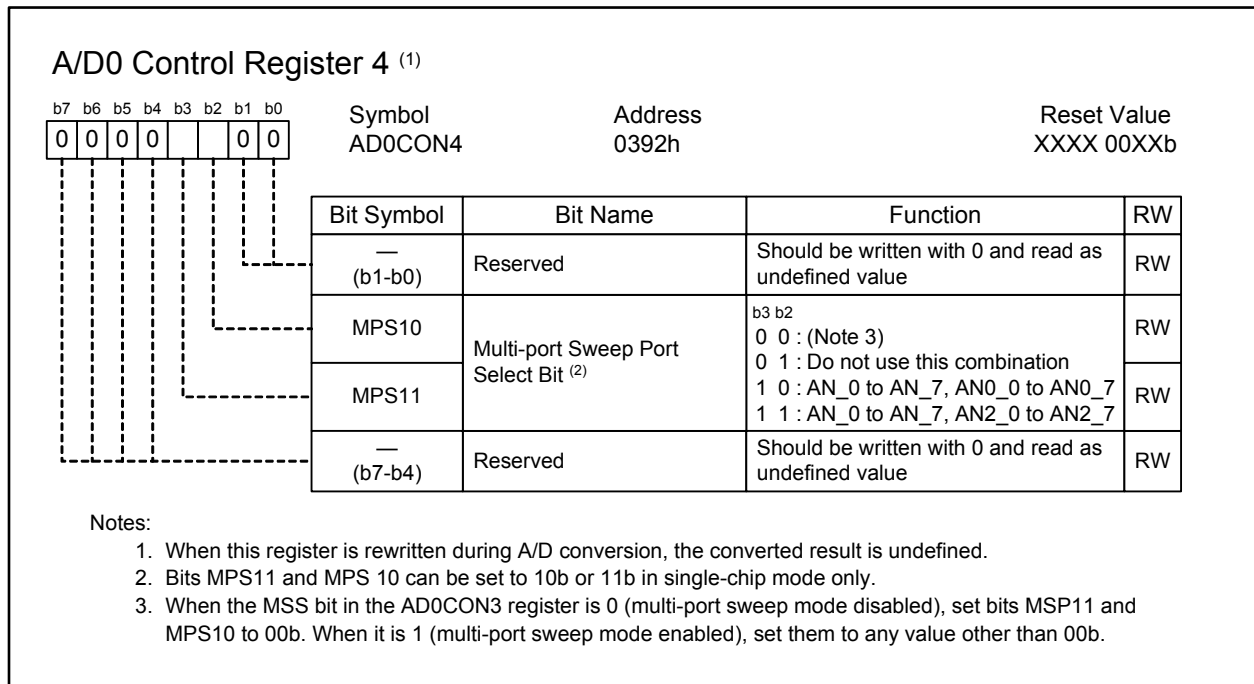 A/D0 Control Register 4 (1)
b7 b6 b5 b4 b3 b2 b1 b0
0 0 0 0 0 0
Symbol Address Reset Value
AD0CON4 0392h XXXX 00XXb
Bit Symbol Bit Name Function RW
— (b1-b0) Reserved Should be written with 0 and read as undefined value RW
MPS10 Multi-port Sweep Port Select Bit (2) RW
MPS11 RW
b3 b2
0 0 : (Note 3)
0 1 : Do not use this combination
1 0 : AN_0 to AN_7, AN0_0 to AN0_7
1 1 : AN_0 to AN_7, AN2_0 to AN2_7
— (b7-b4) Reserved Should be written with 0 and read as undefined value RW
Notes:
1. When this register is rewritten during A/D conversion, the converted result is undefined.
2. Bits MPS11 and MPS 10 can be set to 10b or 11b in single-chip mode only.
3. When the MSS bit in the AD0CON3 register is 0 (multi-port sweep mode disabled), set bits MSP11 and
MPS10 to 00b. When it is 1 (multi-port sweep mode enabled), set them to any value other than 00b.